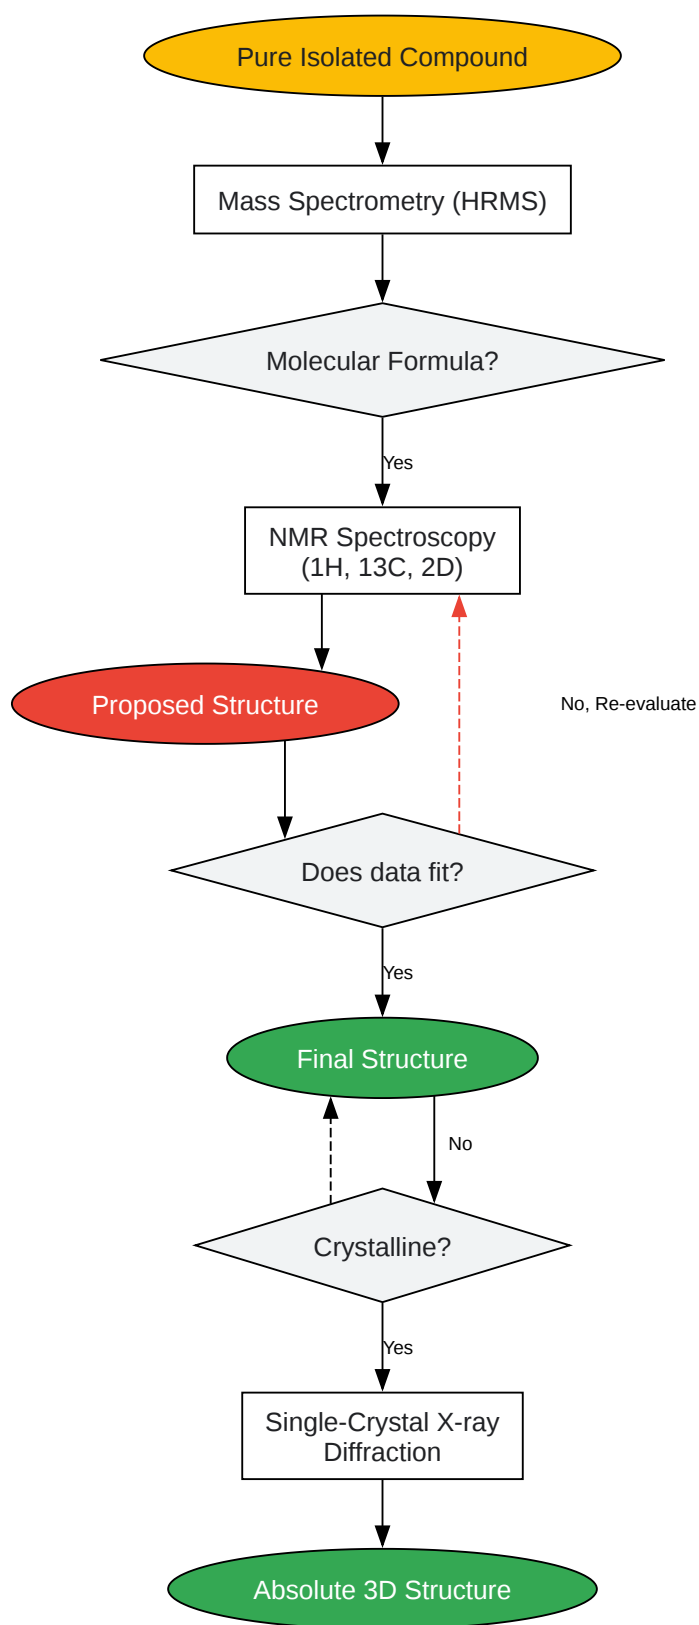 Pure Isolated Compound
Mass Spectrometry (HRMS)
Molecular Formula?
Yes
NMR Spectroscopy
(1H, 13C, 2D)
Proposed Structure
No, Re-evaluate
Does data fit?
Yes
Final Structure
No
Crystalline?
Yes
Single-Crystal X-ray
Diffraction
Absolute 3D Structure